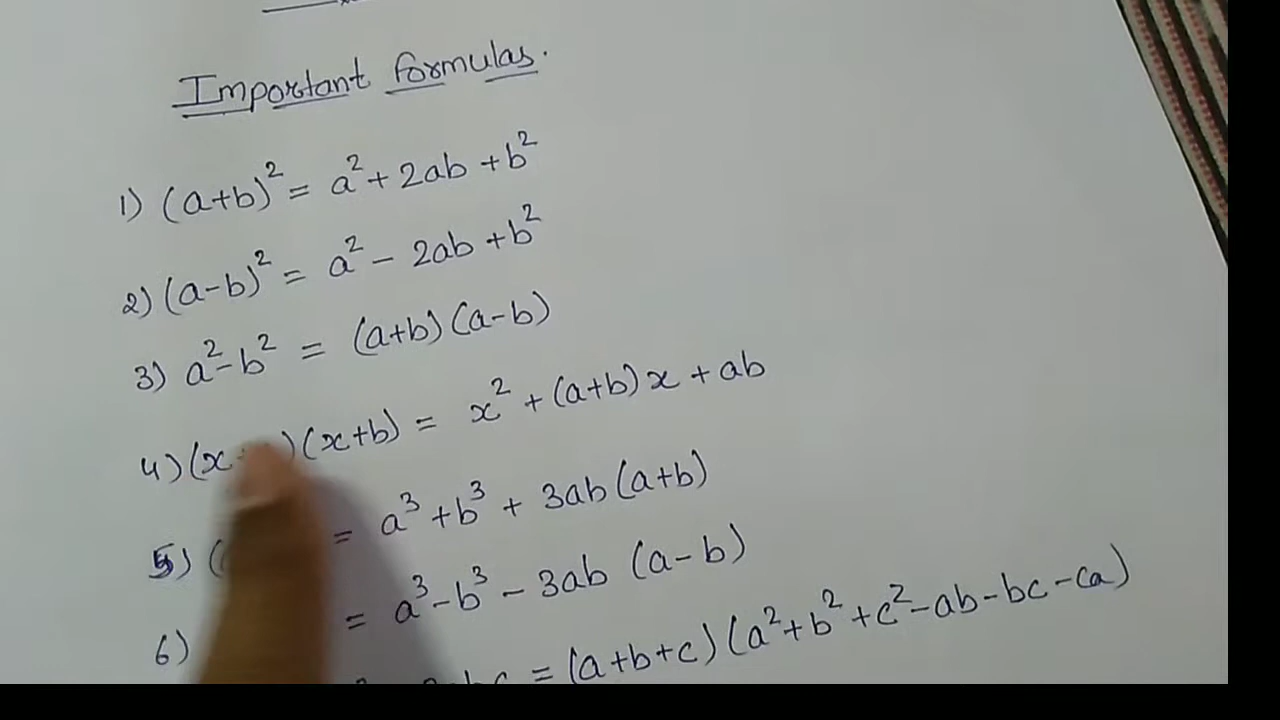 Important formulas.
1) (a+b)² = a² + 2ab + b²
2) (a-b)² = a² - 2ab + b²
3) a² - b² = (a+b)(a-b)
4) (x )(x+b) = x² + (a+b)x + ab
5) ( = a³ + b³ + 3ab(a+b)
6) = a³ - b³ - 3ab (a-b)
= (a+b+c)(a²+b²+c²-ab-bc-ca)